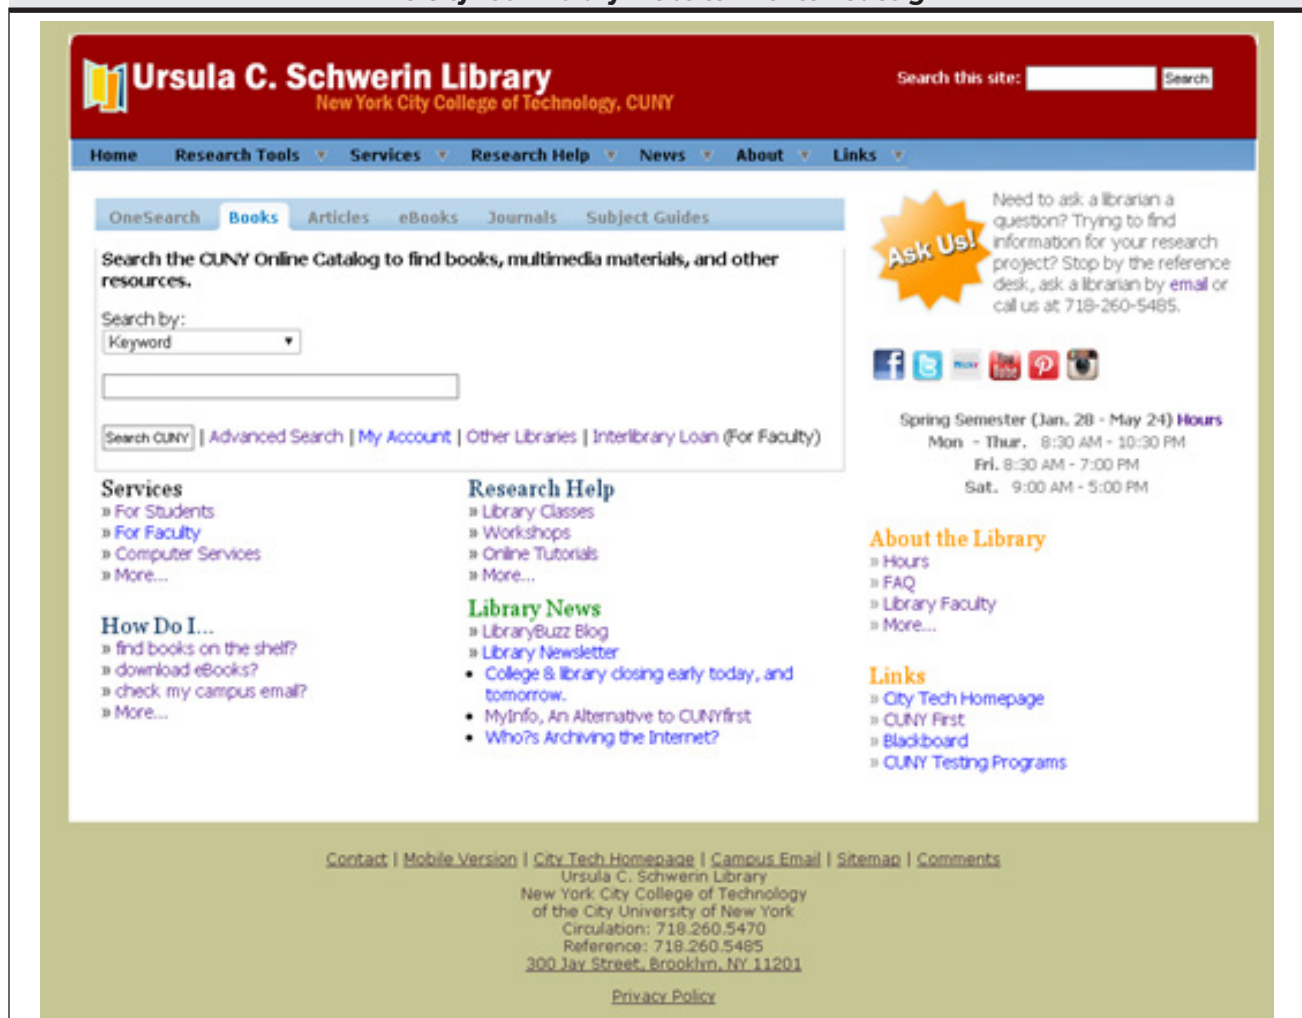 Ursula C. Schwerin Library
New York City College of Technology, CUNY
Search this site:
Search
Home Research Tools Services Research Help News About Links
OneSearch Books Articles eBooks Journals Subject Guides
Search the CUNY Online Catalog to find books, multimedia materials, and other
resources.
Search by:
Keyword
Search CUNY | Advanced Search | My Account | Other Libraries | Interlibrary Loan (For Faculty)
Services
» For Students
» For Faculty
» Computer Services
» More...
How Do I...
» find books on the shelf?
» download eBooks?
» check my campus email?
» More...
Research Help
» Library Classes
» Workshops
» Online Tutorials
» More...
Library News
» LibraryBuzz Blog
» Library Newsletter
• College & library closing early today, and
tomorrow.
• MyInfo, An Alternative to CUNYfirst
• Who?s Archiving the Internet?
Ask Us!
Need to ask a librarian a
question? Trying to find
information for your research
project? Stop by the reference
desk, ask a librarian by email or
call us at 718-260-5485.
flickr
You Tube
Spring Semester (Jan. 28 - May 24) Hours
Mon - Thur. 8:30 AM - 10:30 PM
Fri. 8:30 AM - 7:00 PM
Sat. 9:00 AM - 5:00 PM
About the Library
» Hours
» FAQ
» Library Faculty
» More...
Links
» City Tech Homepage
» CUNY First
» Blackboard
» CUNY Testing Programs
Contact | Mobile Version | City Tech Homepage | Campus Email | Sitemap | Comments
Ursula C. Schwerin Library
New York City College of Technology
of the City University of New York
Circulation: 718.260.5470
Reference: 718.260.5485
300 Jay Street, Brooklyn, NY 11201
Privacy Policy